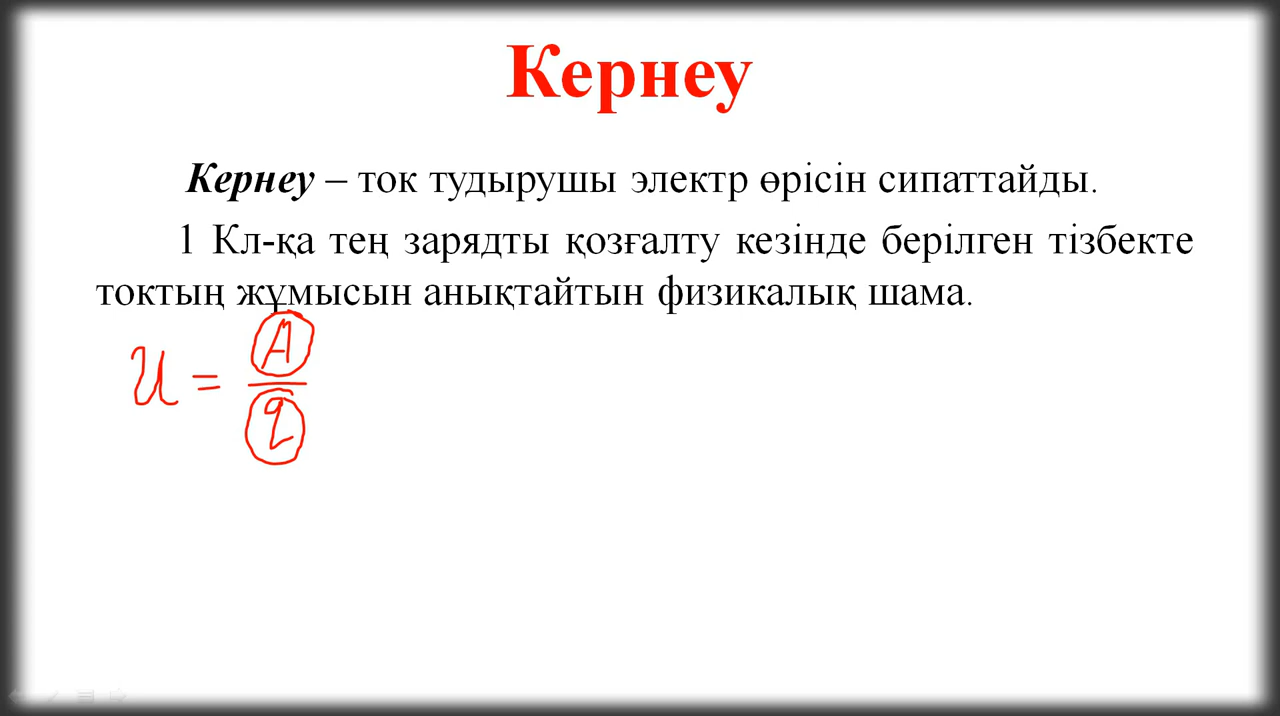 Кернеу
Кернеу – ток тудырушы электр өрісін сипаттайды.
1 Кл-қа тең зарядты қозғалту кезінде берілген тізбекте
токтың жұмысын анықтайтын физикалық шама.
U = A/q